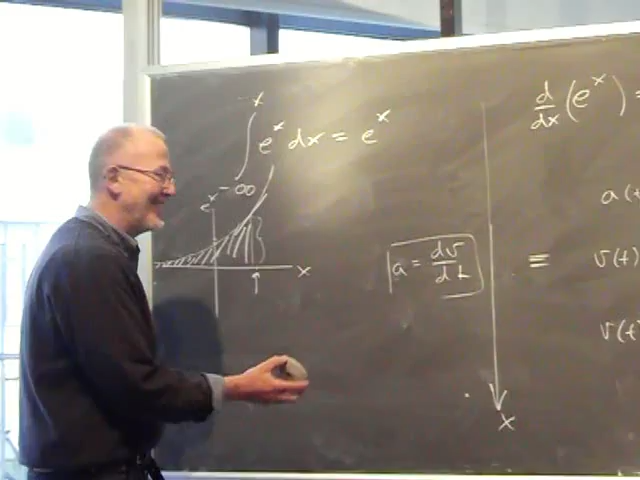 x
∫ e^x dx = e^x
-∞
e^x
x
a = dv/dt
≡
x
d/dx (e^x) =
a(t
v(t)
v(t